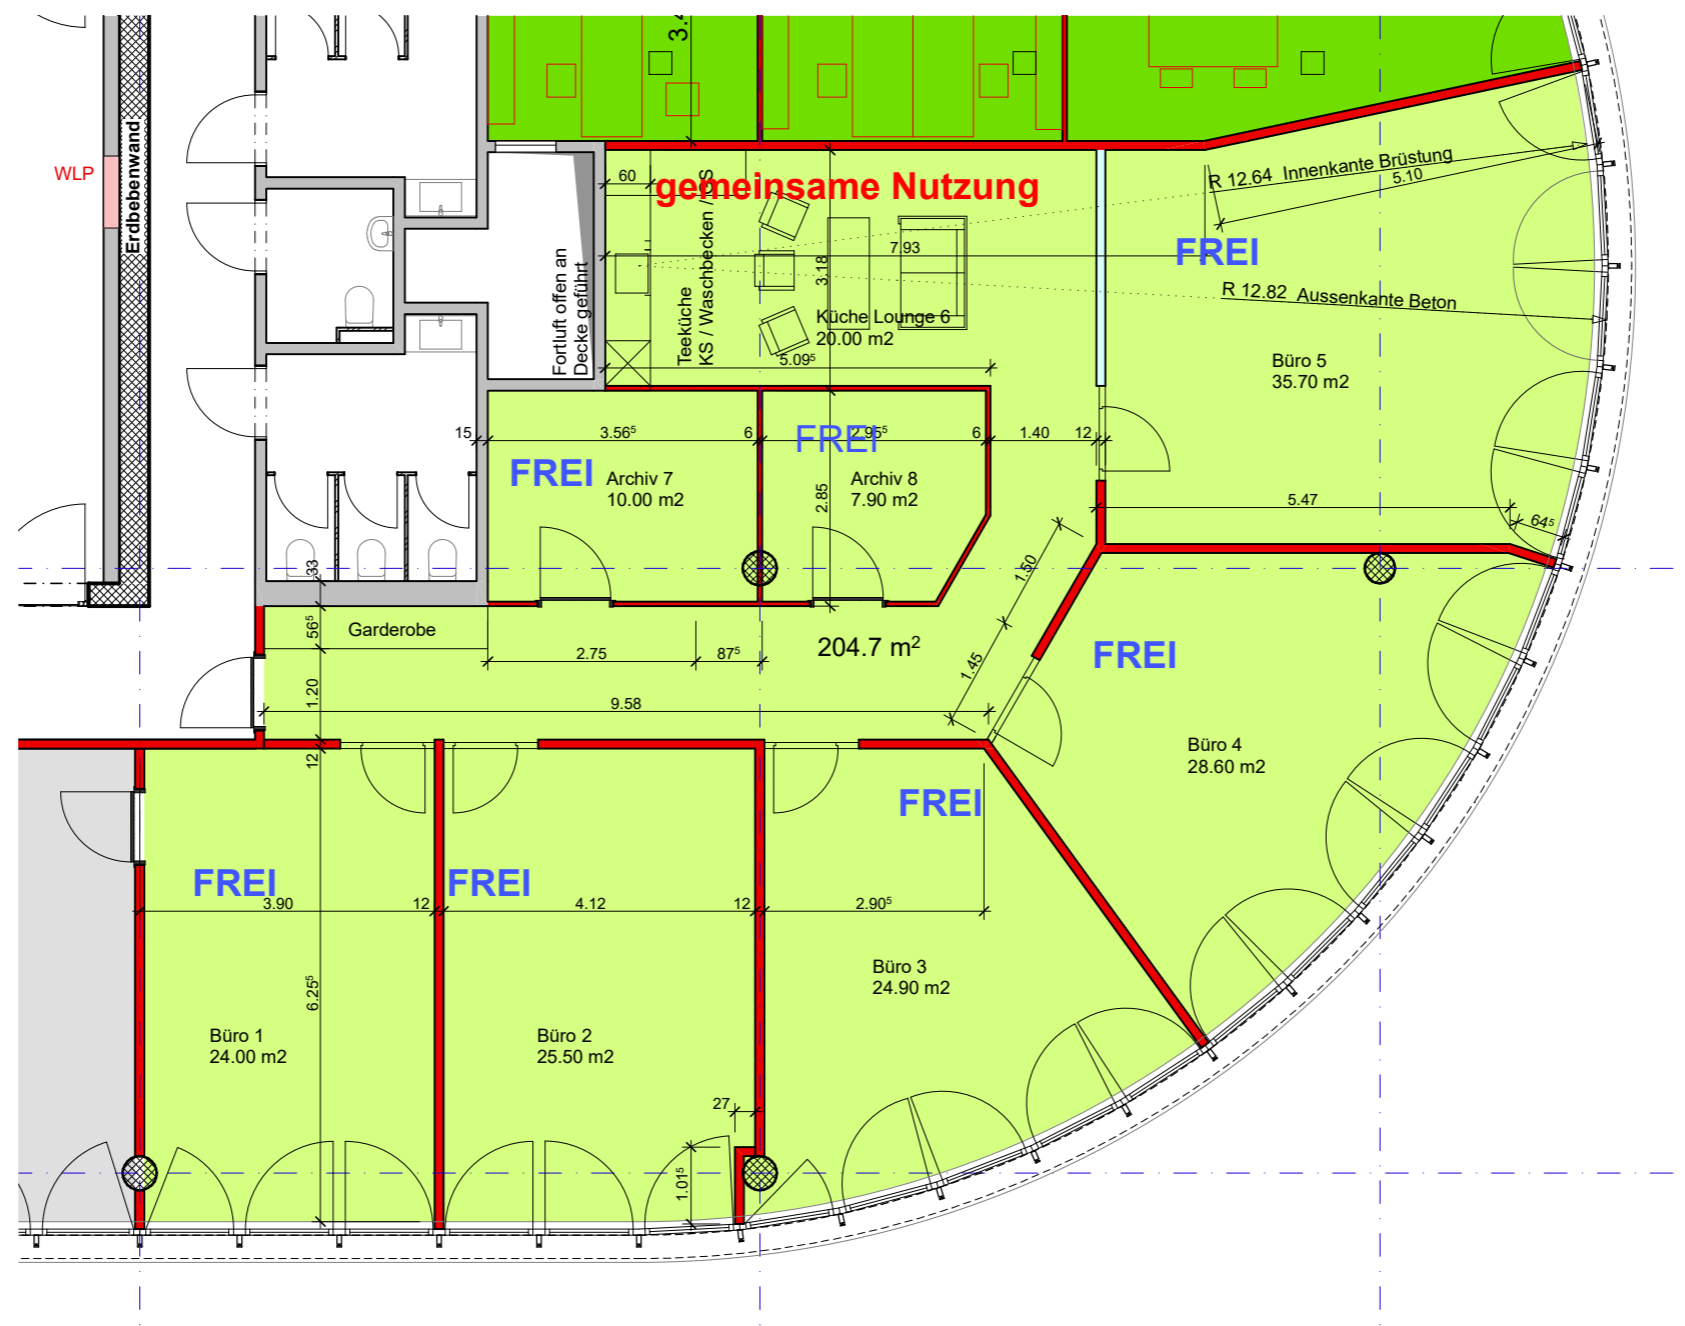 3.4
WLP
Erdbebenwand
60
gemeinsame Nutzung
R 12.64 Innenkante Brüstung
5.10
FREI
7.93
3.18
Fortluft offen an
Decke geführt
Teeküche
KS / Waschbecken / GS
R 12.82 Aussenkante Beton
Küche Lounge 6
20.00 m2
5.09⁵
Büro 5
35.70 m2
15
3.56⁵
6
FREI
2.95⁵
6
1.40
12
FREI
Archiv 7
10.00 m2
Archiv 8
7.90 m2
2.85
5.47
64⁵
33
1.50
56⁵
Garderobe
2.75
87⁵
204.7 m²
FREI
1.45
1.20
9.58
12
Büro 4
28.60 m2
FREI
FREI
FREI
3.90
12
4.12
12
2.90⁵
6.25⁵
Büro 3
24.90 m2
Büro 1
24.00 m2
Büro 2
25.50 m2
27
1.01⁵